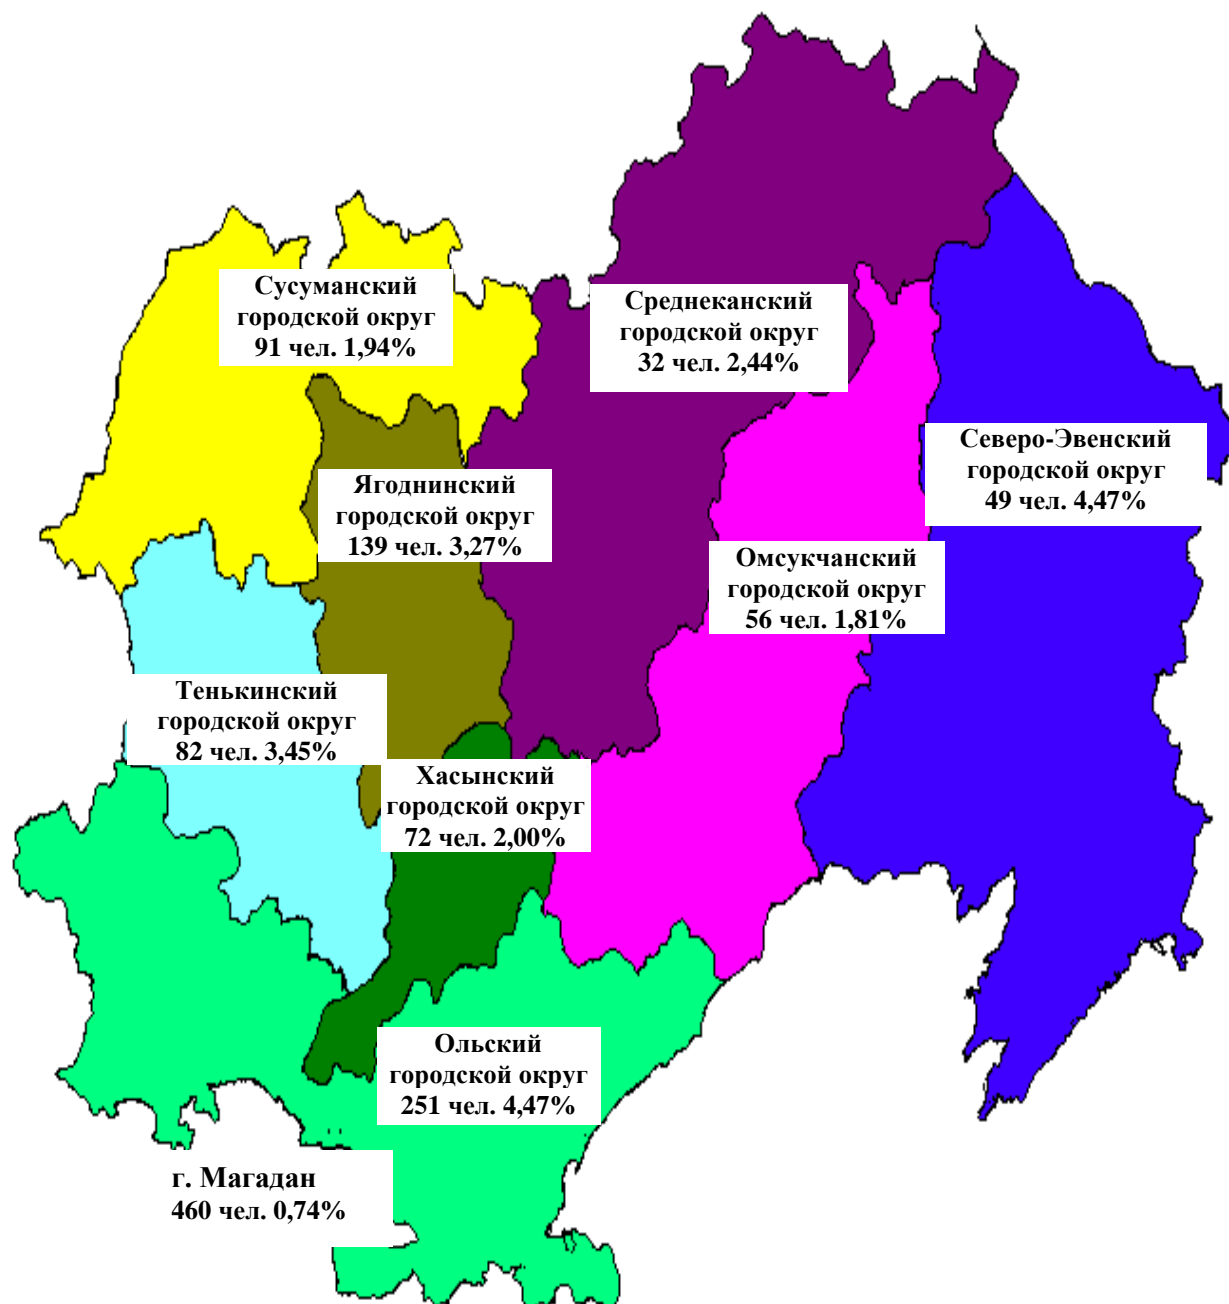 Сусуманский
городской округ
91 чел. 1,94%
Среднеканский
городской округ
32 чел. 2,44%
Северо-Эвенский
городской округ
49 чел. 4,47%
Ягоднинский
городской округ
139 чел. 3,27%
Омсукчанский
городской округ
56 чел. 1,81%
Тенькинский
городской округ
82 чел. 3,45%
Хасынский
городской округ
72 чел. 2,00%
Ольский
городской округ
251 чел. 4,47%
г. Магадан
460 чел. 0,74%